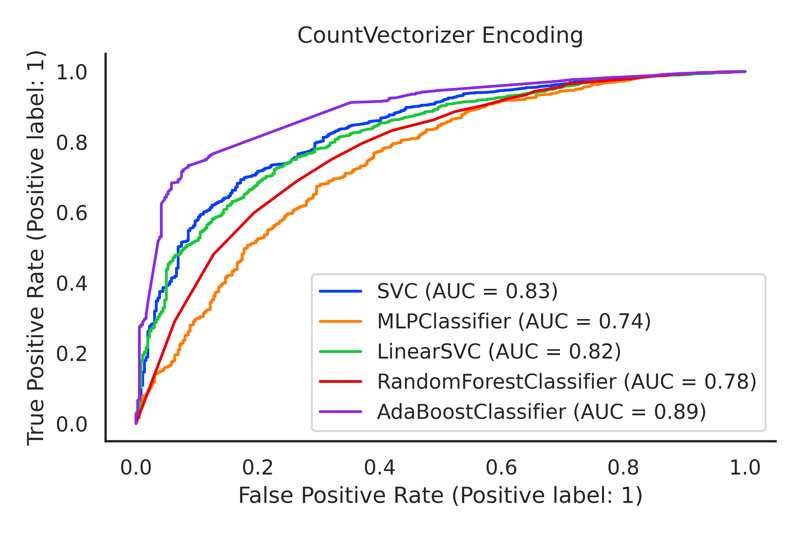 CountVectorizer Encoding
True Positive Rate (Positive label: 1)
1.0
0.8
0.6
0.4
0.2
0.0
SVC (AUC = 0.83)
MLPClassifier (AUC = 0.74)
LinearSVC (AUC = 0.82)
RandomForestClassifier (AUC = 0.78)
AdaBoostClassifier (AUC = 0.89)
0.0 0.2 0.4 0.6 0.8 1.0
False Positive Rate (Positive label: 1)